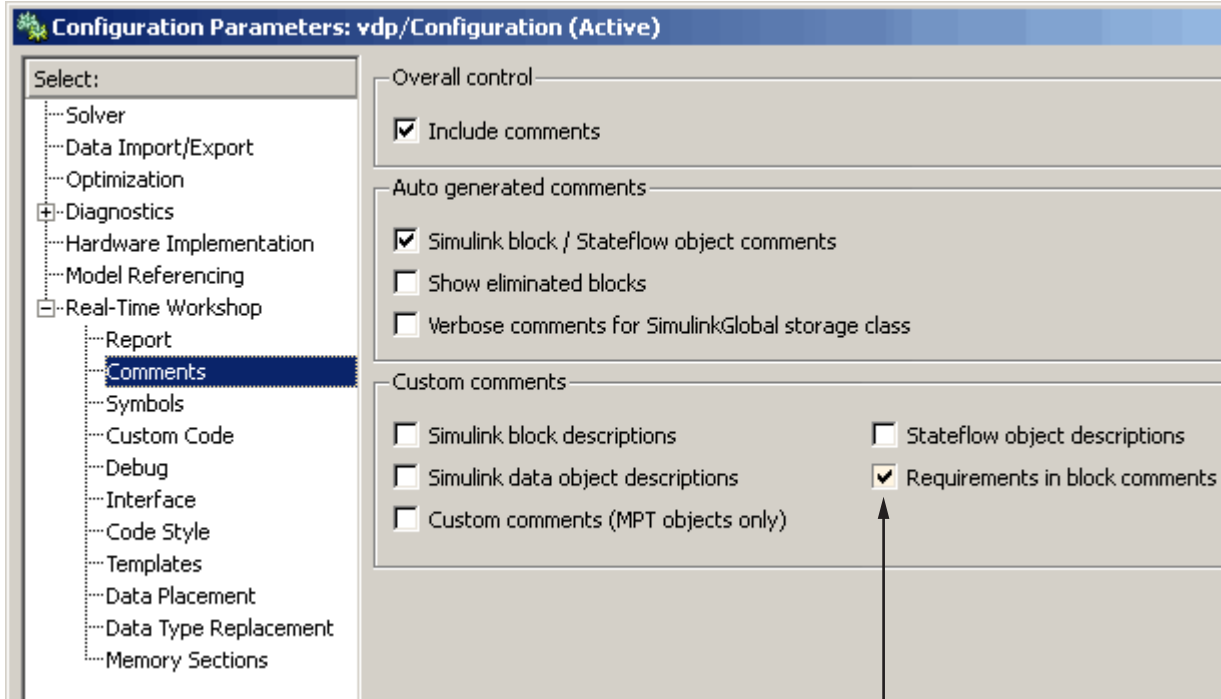 Configuration Parameters: vdp/Configuration (Active)
Select:
Solver
Data Import/Export
Optimization
Diagnostics
Hardware Implementation
Model Referencing
Real-Time Workshop
Report
Comments
Symbols
Custom Code
Debug
Interface
Code Style
Templates
Data Placement
Data Type Replacement
Memory Sections
Overall control
Include comments
Auto generated comments
Simulink block / Stateflow object comments
Show eliminated blocks
Verbose comments for SimulinkGlobal storage class
Custom comments
Simulink block descriptions
Stateflow object descriptions
Simulink data object descriptions
Requirements in block comments
Custom comments (MPT objects only)